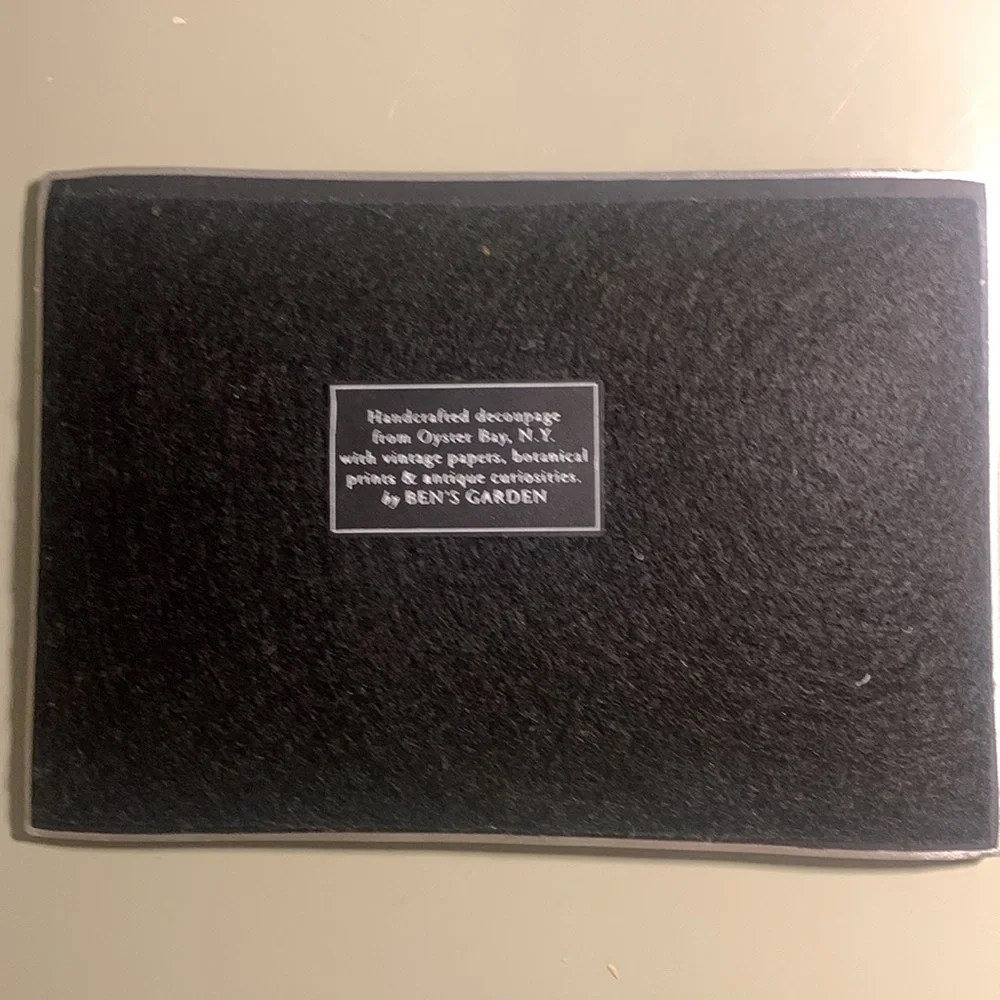 Handcrafted decoupage
from Oyster Bay, N.Y.
with vintage papers, botanical
prints & antique curiosities.
by BEN'S GARDEN